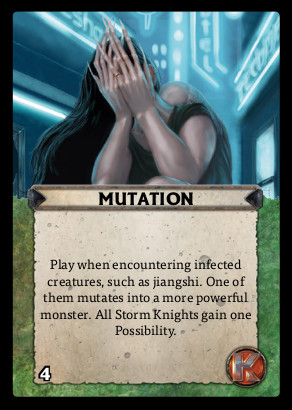 MUTATION
Play when encountering infected
creatures, such as jiangshi. One of
them mutates into a more powerful
monster. All Storm Knights gain one
Possibility.
4
K